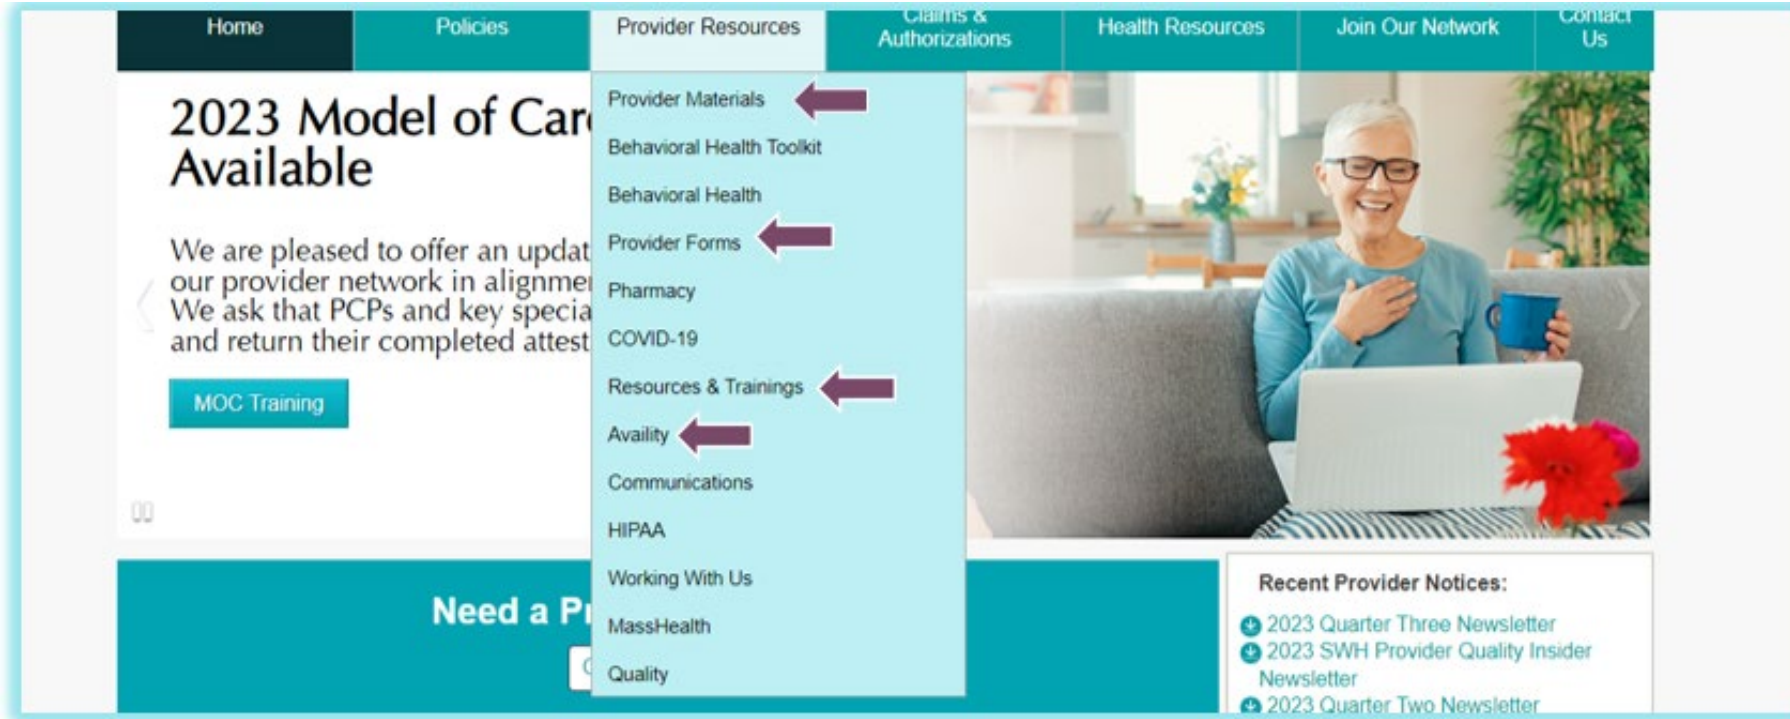 Home
Policies
Provider Resources
Claims &
Authorizations
Health Resources
Join Our Network
Contact
Us
2023 Model of Car
Available
We are pleased to offer an updat
our provider network in alignme
We ask that PCPs and key specia
and return their completed attest
MOC Training
Provider Materials
Behavioral Health Toolkit
Behavioral Health
Provider Forms
Pharmacy
COVID-19
Resources & Trainings
Availity
Communications
HIPAA
Working With Us
MassHealth
Quality
Need a P
Recent Provider Notices:
2023 Quarter Three Newsletter
2023 SWH Provider Quality Insider
Newsletter
2023 Quarter Two Newsletter